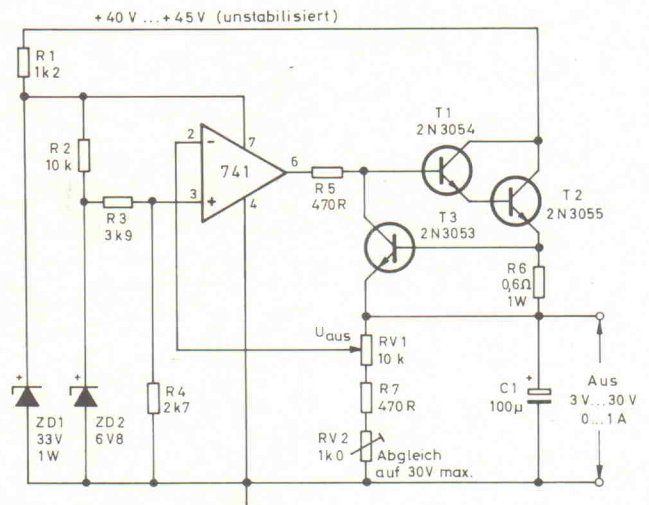 +40 V ... +45 V (unstabilisiert)
R1
1k2
R2
10 k
R3
3k9
R4
2k7
2
-
3
+
741
7
4
6
R5
470R
T1
2N3054
T2
2N3055
T3
2N3053
R6
0,6Ω
1W
Uaus
RV1
10 k
R7
470R
RV2
1k0
Abgleich
auf 30V max.
C1
100µ
+
Aus
3 V...30 V
0...1 A
+
ZD1
33V
1W
+
ZD2
6V8